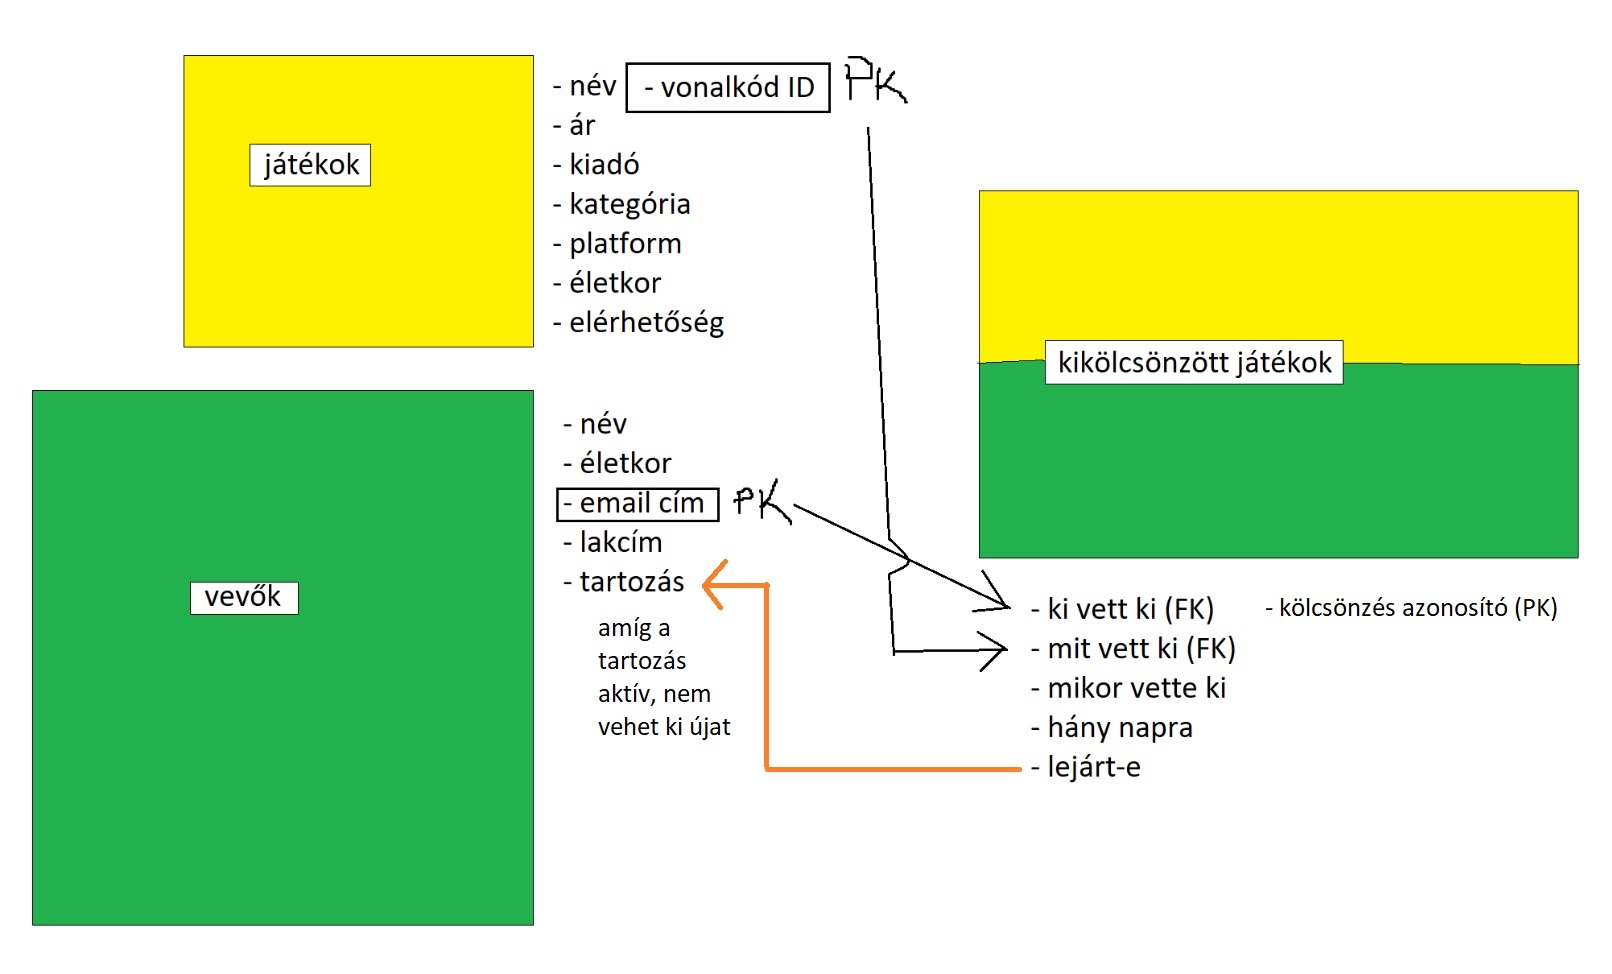 játékok
- név
- vonalkód ID
PK
- ár
- kiadó
- kategória
- platform
- életkor
- elérhetőség
vevők
- név
- életkor
- email cím
PK
- lakcím
- tartozás
amíg a
tartozás
aktív, nem
vehet ki újat
kikölcsönzött játékok
- ki vett ki (FK)
- kölcsönzés azonosító (PK)
- mit vett ki (FK)
- mikor vette ki
- hány napra
- lejárt-e